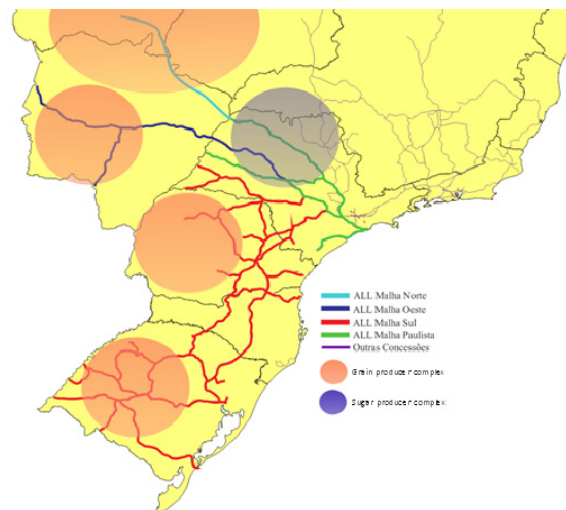 ALL Malha Norte
ALL Malha Oeste
ALL Malha Sul
ALL Malha Paulista
Outras Concessões
Grain producer complex
Sugar producer complex